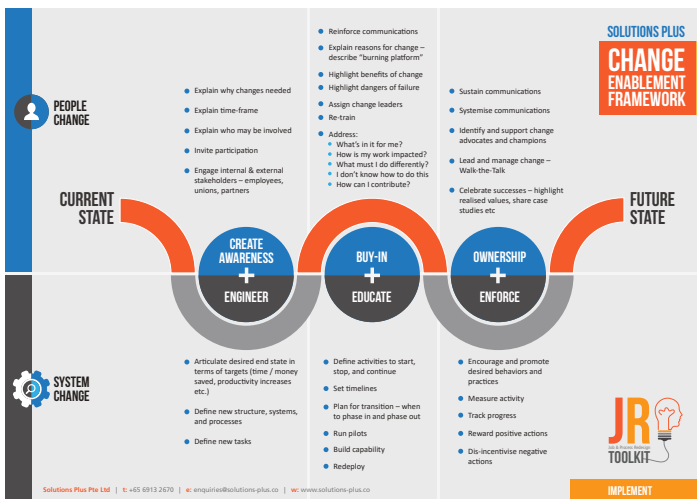 SOLUTIONS PLUS
CHANGE
ENABLEMENT
FRAMEWORK
PEOPLE
CHANGE
Explain why changes needed
Explain time-frame
Explain who may be involved
Invite participation
Engage internal & external
stakeholders – employees,
unions, partners
Reinforce communications
Explain reasons for change –
describe “burning platform”
Highlight benefits of change
Highlight dangers of failure
Assign change leaders
Re-train
Address:
What's in it for me?
How is my work impacted?
What must I do differently?
I don't know how to do this
How can I contribute?
Sustain communications
Systemise communications
Identify and support change
advocates and champions
Lead and manage change –
Walk-the-Talk
Celebrate successes – highlight
realised values, share case
studies etc
CURRENT
STATE
FUTURE
STATE
CREATE
AWARENESS
+
ENGINEER
BUY-IN
+
EDUCATE
OWNERSHIP
+
ENFORCE
SYSTEM
CHANGE
Articulate desired end state in
terms of targets (time / money
saved, productivity increases
etc.)
Define new structure, systems,
and processes
Define new tasks
Define activities to start,
stop, and continue
Set timelines
Plan for transition – when
to phase in and phase out
Run pilots
Build capability
Redeploy
Encourage and promote
desired behaviors and
practices
Measure activity
Track progress
Reward positive actions
Dis-incentivise negative
actions
JR
Job & Process Redesign
TOOLKIT
Solutions Plus Pte Ltd | t: +65 6913 2670 | e: enquiries@solutions-plus.co | w: www.solutions-plus.co
IMPLEMENT